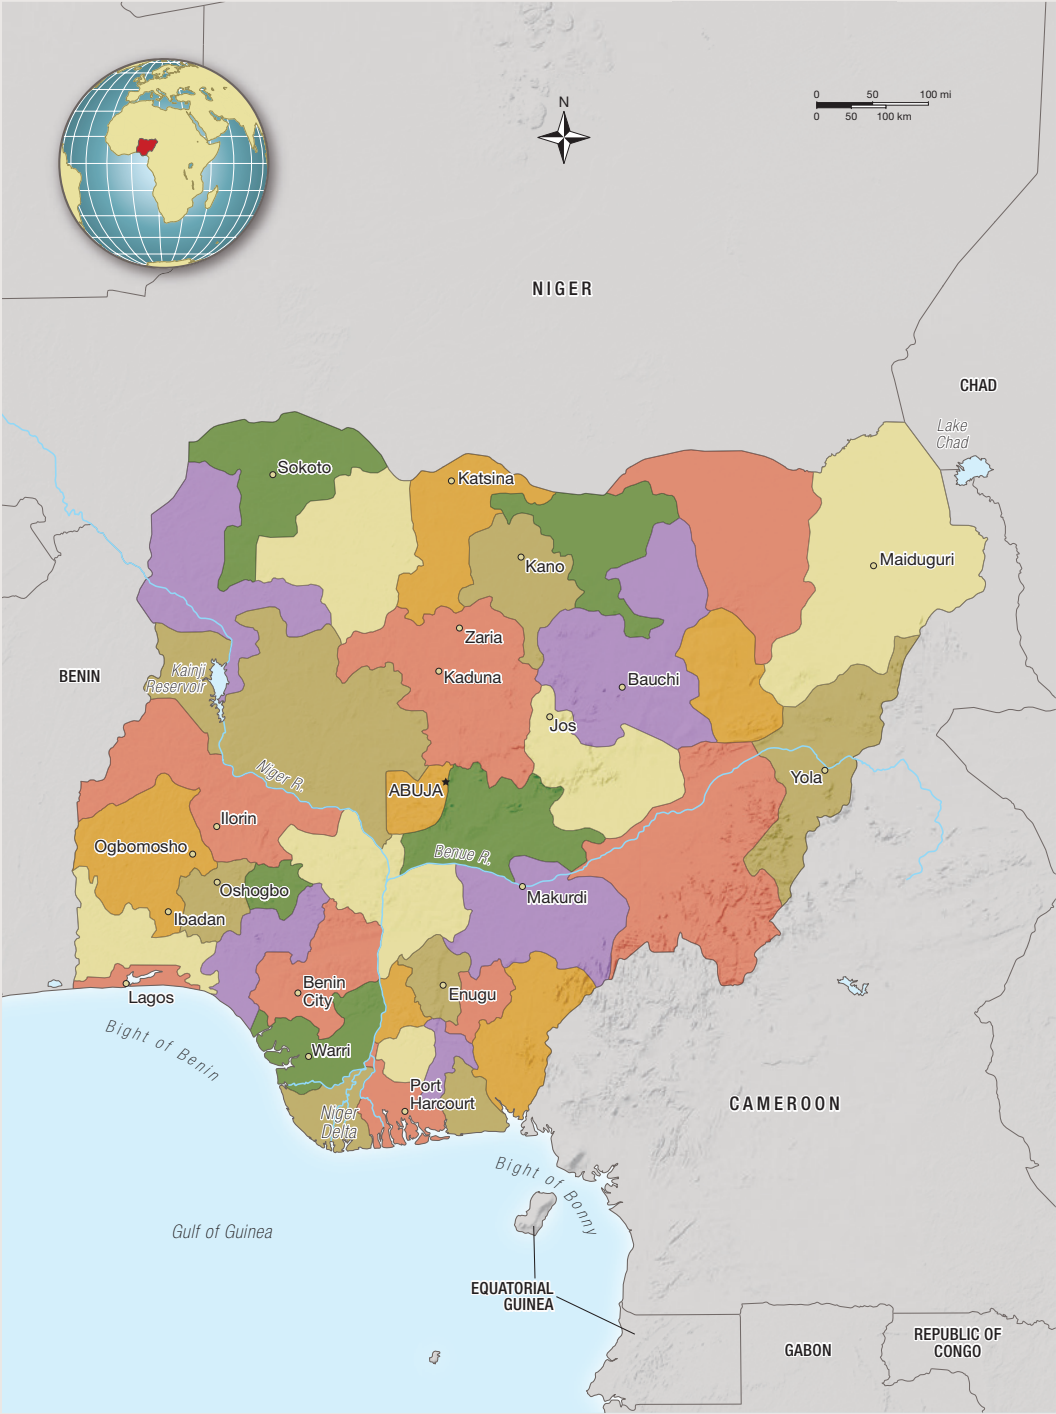 N
0 50 100 mi
0 50 100 km
NIGER
CHAD
Lake
Chad
Sokoto
Katsina
Kano
Maiduguri
Zaria
Kaduna
BENIN
Kainji
Reservoir
Bauchi
Jos
Niger R.
ABUJA
Yola
Ilorin
Ogbomosho
Benue R.
Oshogbo
Makurdi
Ibadan
Benin
City
Enugu
Lagos
Bight of Benin
Warri
Port
Harcourt
Niger
Delta
CAMEROON
Bight of Bonny
Gulf of Guinea
EQUATORIAL
GUINEA
GABON
REPUBLIC OF
CONGO